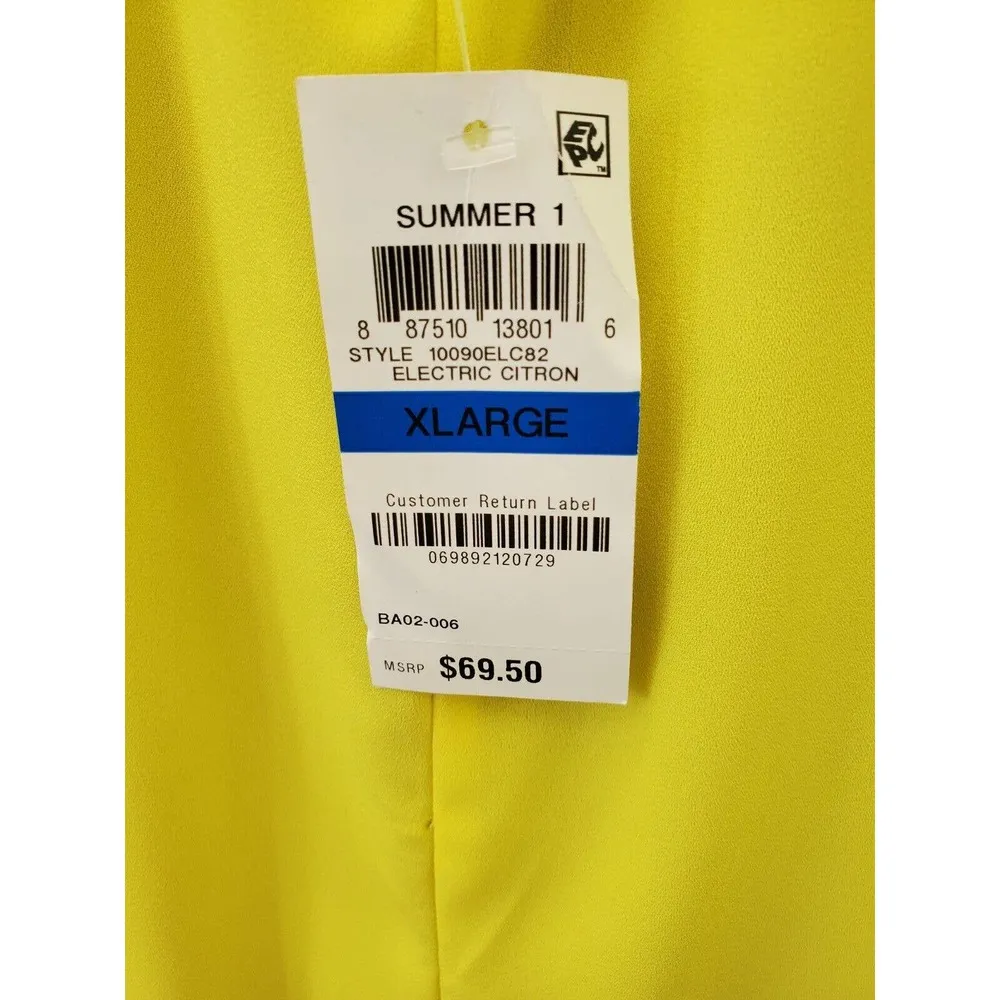 EPC™
SUMMER 1
8 87510 13801 6
STYLE 10090ELC82
ELECTRIC CITRON
XLARGE
Customer Return Label
069892120729
BA02-006
MSRP $69.50